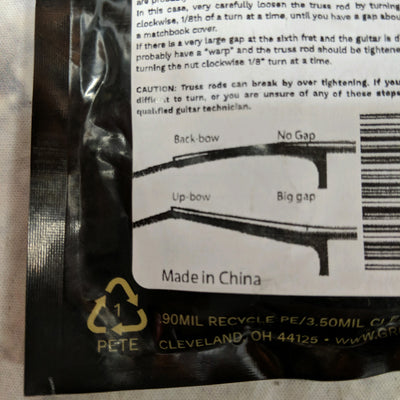 In this case, very carefully loosen the truss rod by turning
clockwise, 1/8th of a turn at a time, until you have a gap abou
a matchbook cover.
If there is a very large gap at the sixth fret and the guitar is d
probably have a "warp" and the truss rod should be tightene
turning the nut clockwise 1/8" turn at a time.
CAUTION: Truss rods can break by over tightening. If you
difficult to turn, or you are unsure of any of these steps
qualified guitar technician.
Back-bow No Gap
Up-bow Big gap
Made in China
1
PETE
.90MIL RECYCLE PE/3.50MIL CLE
CLEVELAND, OH 44125 • www.GR